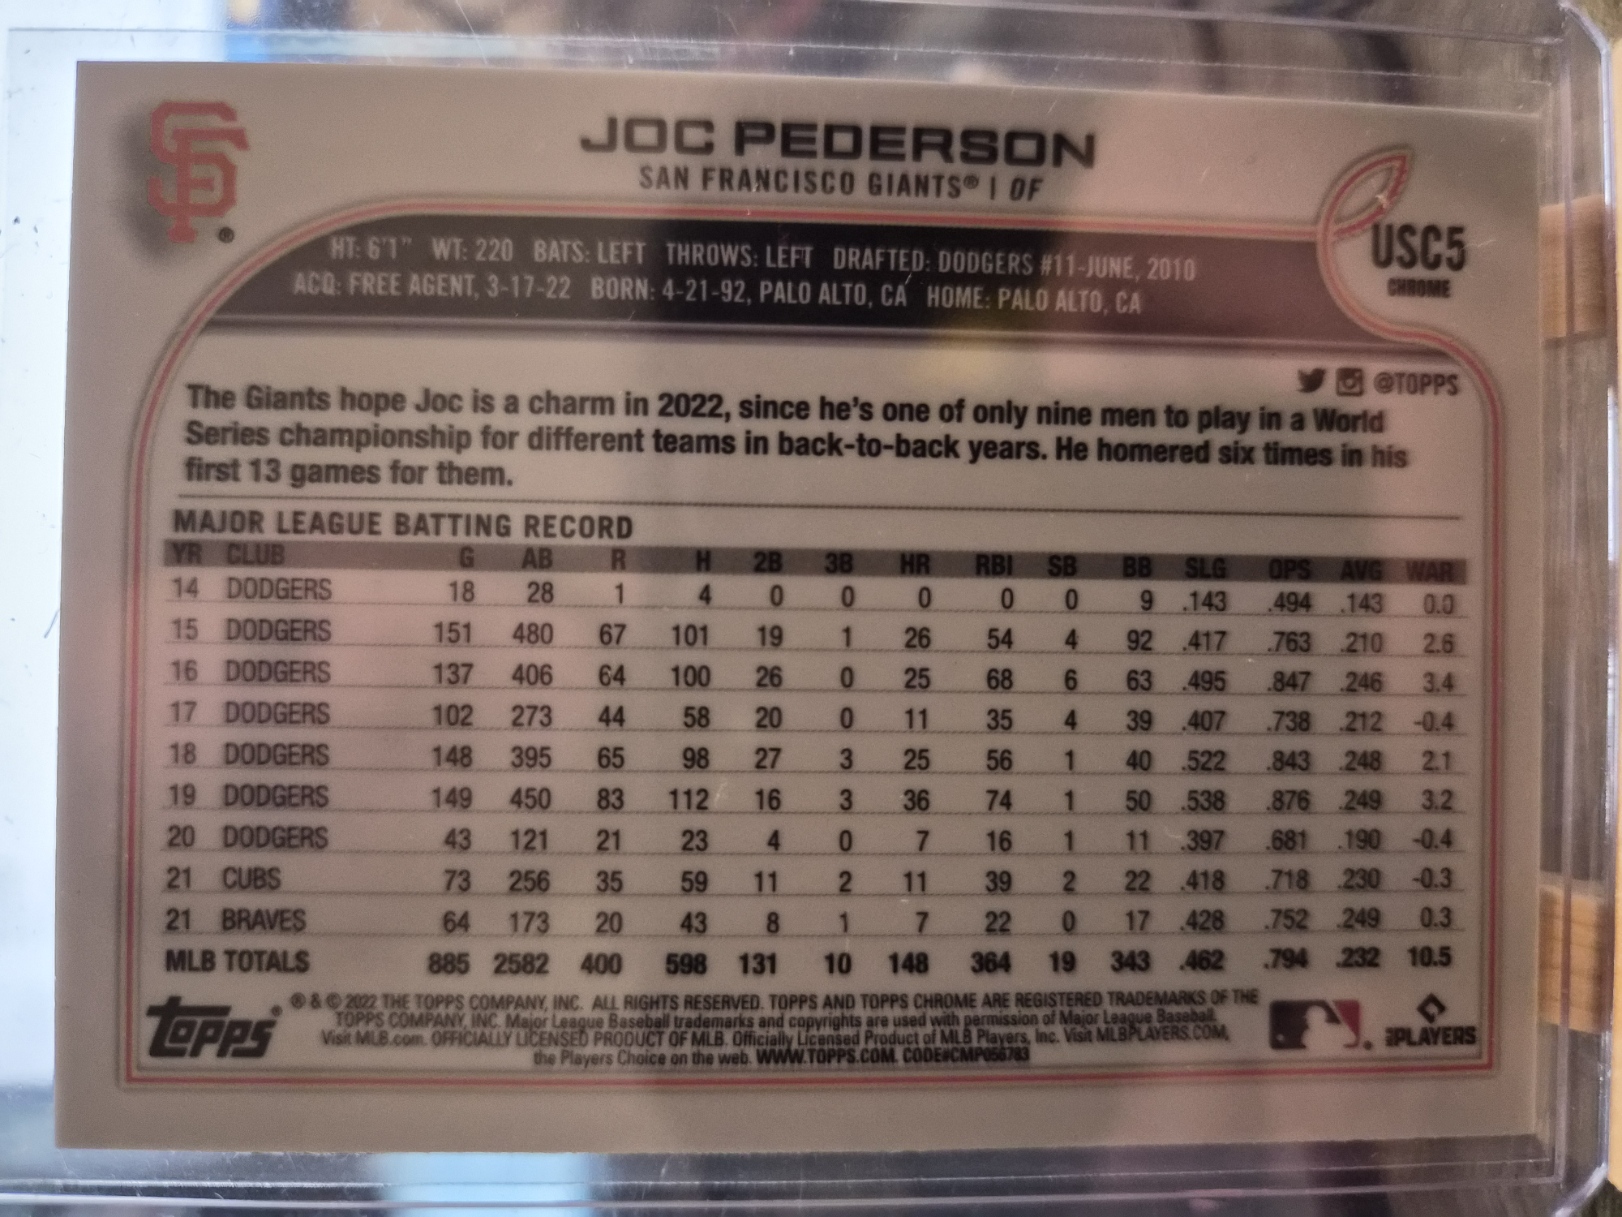 SF ®
JOC PEDERSON
SAN FRANCISCO GIANTS® | OF
USC5
CHROME
HT: 6'1" WT: 220 BATS: LEFT THROWS: LEFT DRAFTED: DODGERS #11-JUNE, 2010
ACQ: FREE AGENT, 3-17-22 BORN: 4-21-92, PALO ALTO, CA HOME: PALO ALTO, CA
@TOPPS
The Giants hope Joc is a charm in 2022, since he's one of only nine men to play in a World
Series championship for different teams in back-to-back years. He homered six times in his
first 13 games for them.
MAJOR LEAGUE BATTING RECORD
YR CLUB G AB R H 2B 3B HR RBI SB BB SLG OPS AVG WAR
14 DODGERS 18 28 1 4 0 0 0 0 0 9 .143 .494 .143 0.0
15 DODGERS 151 480 67 101 19 1 26 54 4 92 .417 .763 .210 2.6
16 DODGERS 137 406 64 100 26 0 25 68 6 63 .495 .847 .246 3.4
17 DODGERS 102 273 44 58 20 0 11 35 4 39 .407 .738 .212 -0.4
18 DODGERS 148 395 65 98 27 3 25 56 1 40 .522 .843 .248 2.1
19 DODGERS 149 450 83 112 16 3 36 74 1 50 .538 .876 .249 3.2
20 DODGERS 43 121 21 23 4 0 7 16 1 11 .397 .681 .190 -0.4
21 CUBS 73 256 35 59 11 2 11 39 2 22 .418 .718 .230 -0.3
21 BRAVES 64 173 20 43 8 1 7 22 0 17 .428 .752 .249 0.3
MLB TOTALS 885 2582 400 598 131 10 148 364 19 343 .462 .794 .232 10.5
Topps®
® & © 2022 THE TOPPS COMPANY, INC. ALL RIGHTS RESERVED. TOPPS AND TOPPS CHROME ARE REGISTERED TRADEMARKS OF THE
TOPPS COMPANY, INC. Major League Baseball trademarks and copyrights are used with permission of Major League Baseball.
Visit MLB.com. OFFICIALLY LICENSED PRODUCT OF MLB. Officially Licensed Product of MLB Players, Inc. Visit MLBPLAYERS.COM,
the Players Choice on the web. WWW.TOPPS.COM. CODE#CMP056783
PLAYERS